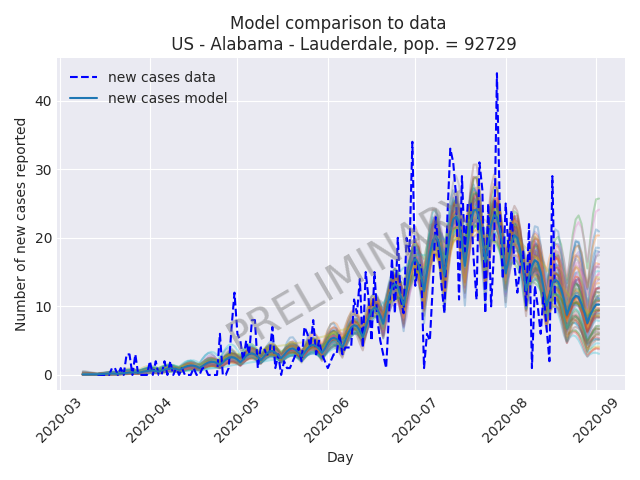 Model comparison to data
US - Alabama - Lauderdale, pop. = 92729
new cases data
new cases model
Number of new cases reported
40
30
20
10
0
PRELIMINARY
2020-03
2020-04
2020-05
2020-06
2020-07
2020-08
2020-09
Day